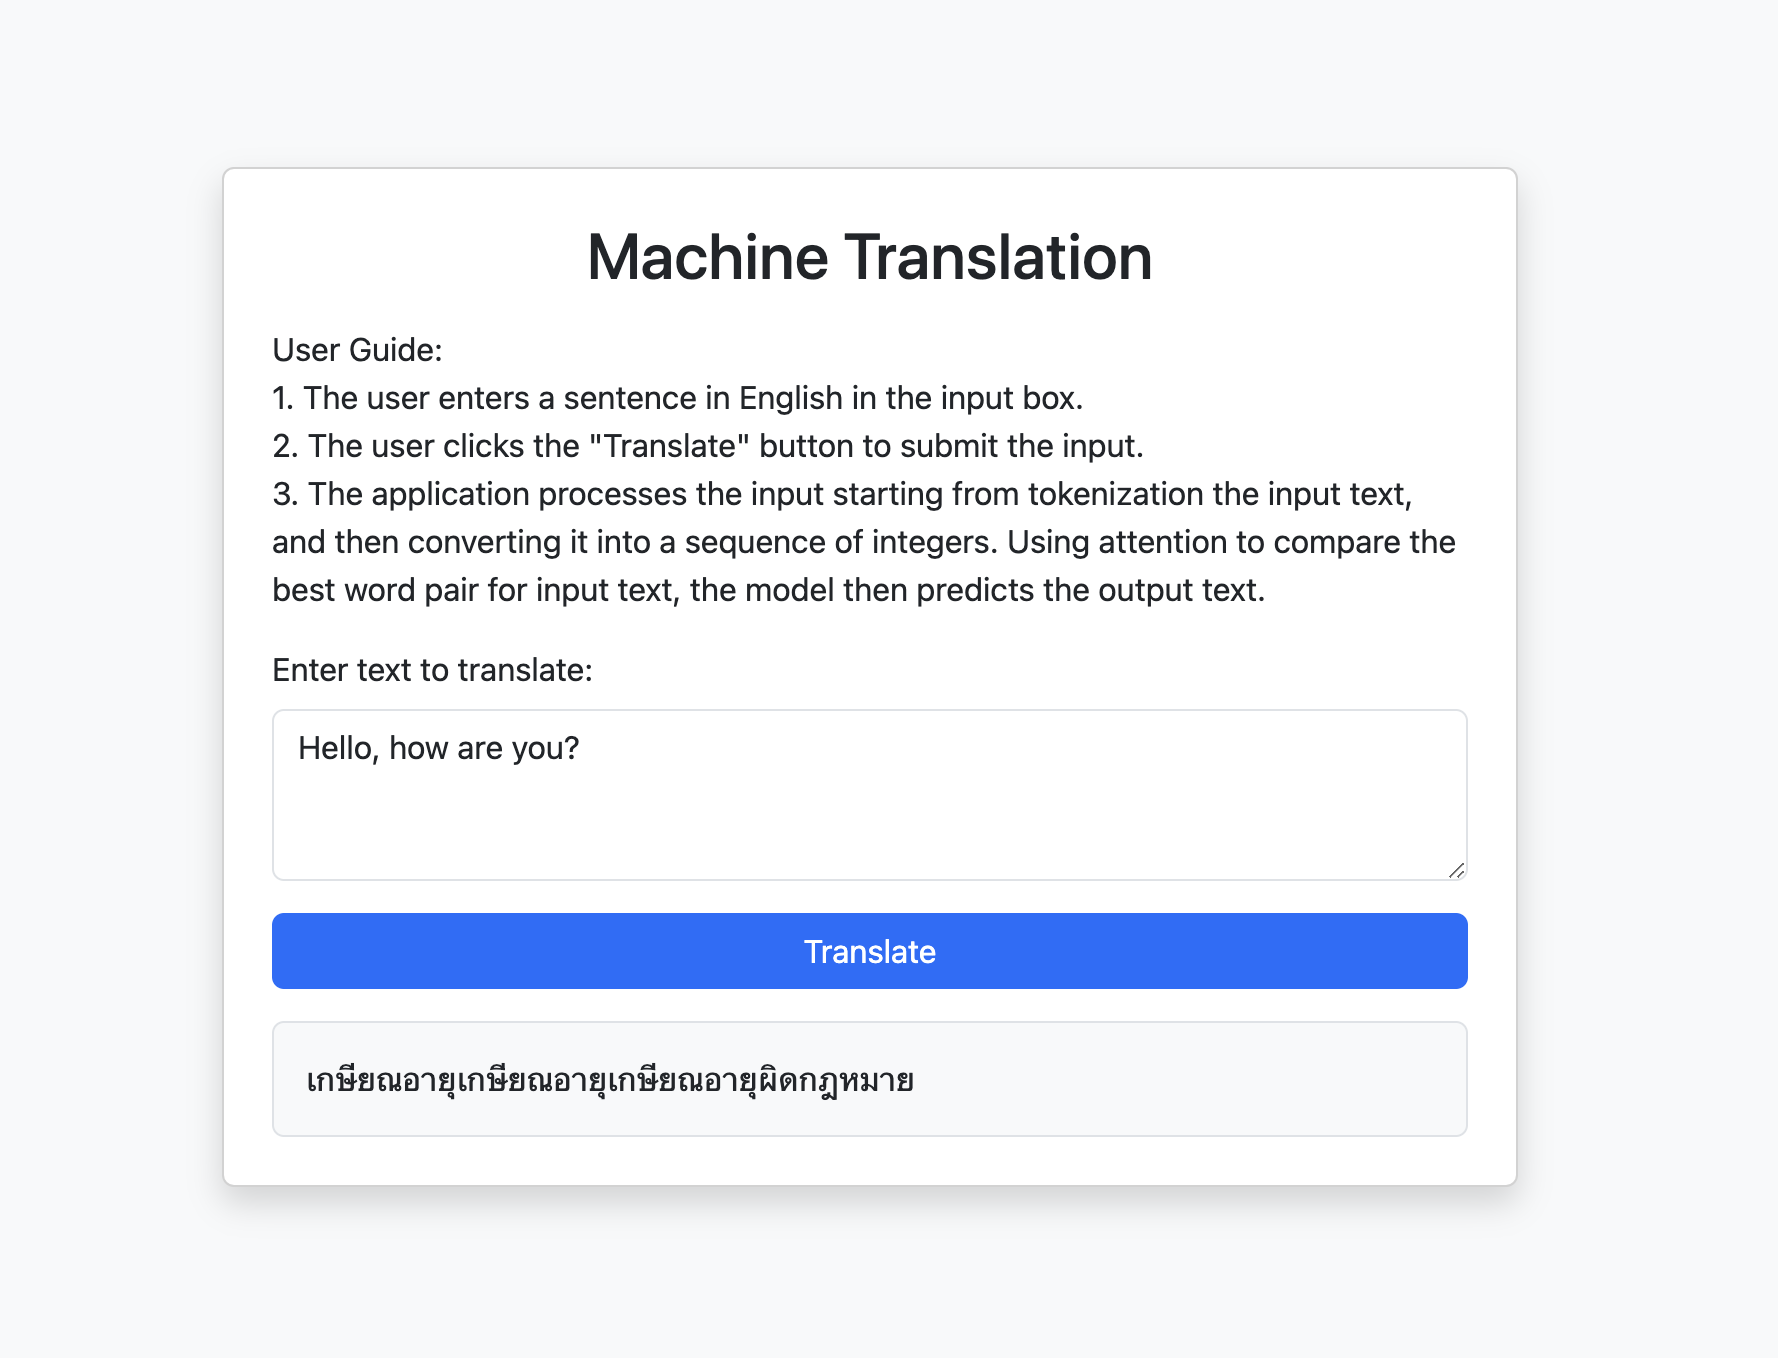 Machine Translation
User Guide:
1. The user enters a sentence in English in the input box.
2. The user clicks the "Translate" button to submit the input.
3. The application processes the input starting from tokenization the input text,
and then converting it into a sequence of integers. Using attention to compare the
best word pair for input text, the model then predicts the output text.
Enter text to translate:
Hello, how are you?
Translate
เกษียณอายุเกษียณอายุเกษียณอายุผิดกฎหมาย